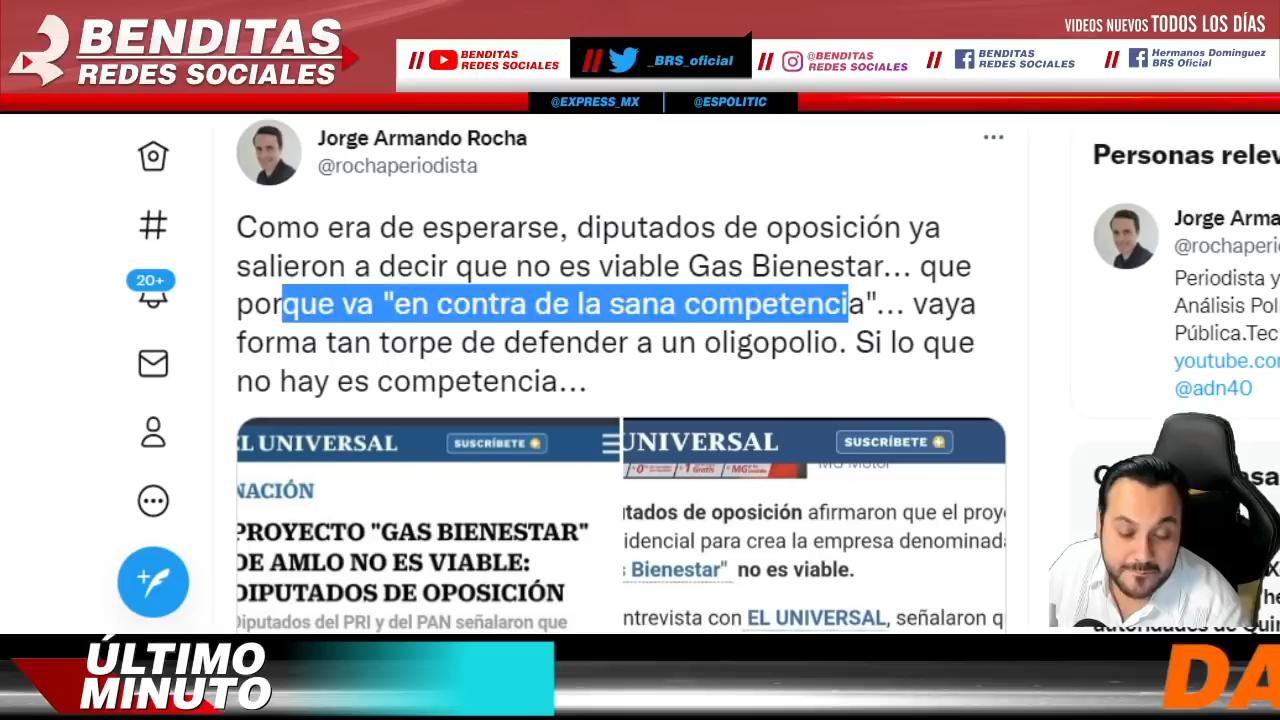 BENDITAS
REDES SOCIALES
VIDEOS NUEVOS TODOS LOS DÍAS
BENDITAS
REDES SOCIALES
_BRS_oficial
@BENDITAS
REDES SOCIALES
BENDITAS
REDES SOCIALES
Hermanos Dominguez
BRS Oficial
@EXPRESS_MX
@ESPOLITIC
Jorge Armando Rocha
@rochaperiodista
Como era de esperarse, diputados de oposición ya
salieron a decir que no es viable Gas Bienestar... que
porque va "en contra de la sana competencia"... vaya
forma tan torpe de defender a un oligopolio. Si lo que
no hay es competencia...
20+
EL UNIVERSAL
SUSCRÍBETE
NACIÓN
PROYECTO "GAS BIENESTAR"
DE AMLO NO ES VIABLE:
DIPUTADOS DE OPOSICIÓN
Diputados del PRI y del PAN señalaron que
UNIVERSAL
SUSCRÍBETE
MG Motor
tados de oposición afirmaron que el proy
idencial para crea la empresa denominad
Bienestar" no es viable.
ntrevista con EL UNIVERSAL, señalaron q
Personas relev
Jorge Arma
@rochaperio
Periodista y
Análisis Pol
Pública.Tec
youtube.co
@adn40
ÚLTIMO
MINUTO
DA